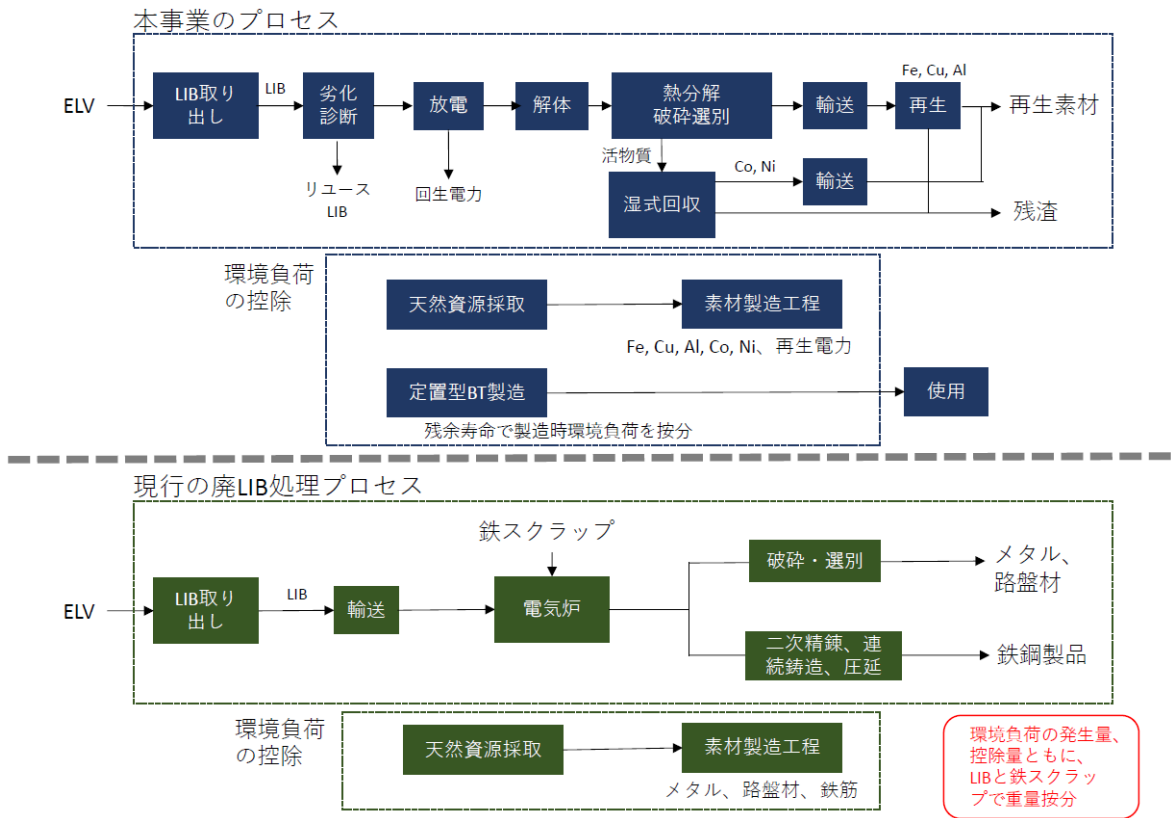 本事業のプロセス
ELV
LIB取り
出し
LIB
劣化
診断
放電
解体
熱分解
破砕選別
輸送
Fe, Cu, Al
再生
再生素材
リユース
LIB
回生電力
活物質
湿式回収
Co, Ni
輸送
残渣
環境負荷
の控除
天然資源採取
素材製造工程
Fe, Cu, Al, Co, Ni、再生電力
定置型BT製造
使用
残余寿命で製造時環境負荷を按分
現行の廃LIB処理プロセス
鉄スクラップ
ELV
LIB取り
出し
LIB
輸送
電気炉
破砕・選別
メタル、
路盤材
二次精錬、連
続鋳造、圧延
鉄鋼製品
環境負荷
の控除
天然資源採取
素材製造工程
メタル、路盤材、鉄筋
環境負荷の発生量、
控除量ともに、
LIBと鉄スクラッ
プで重量按分